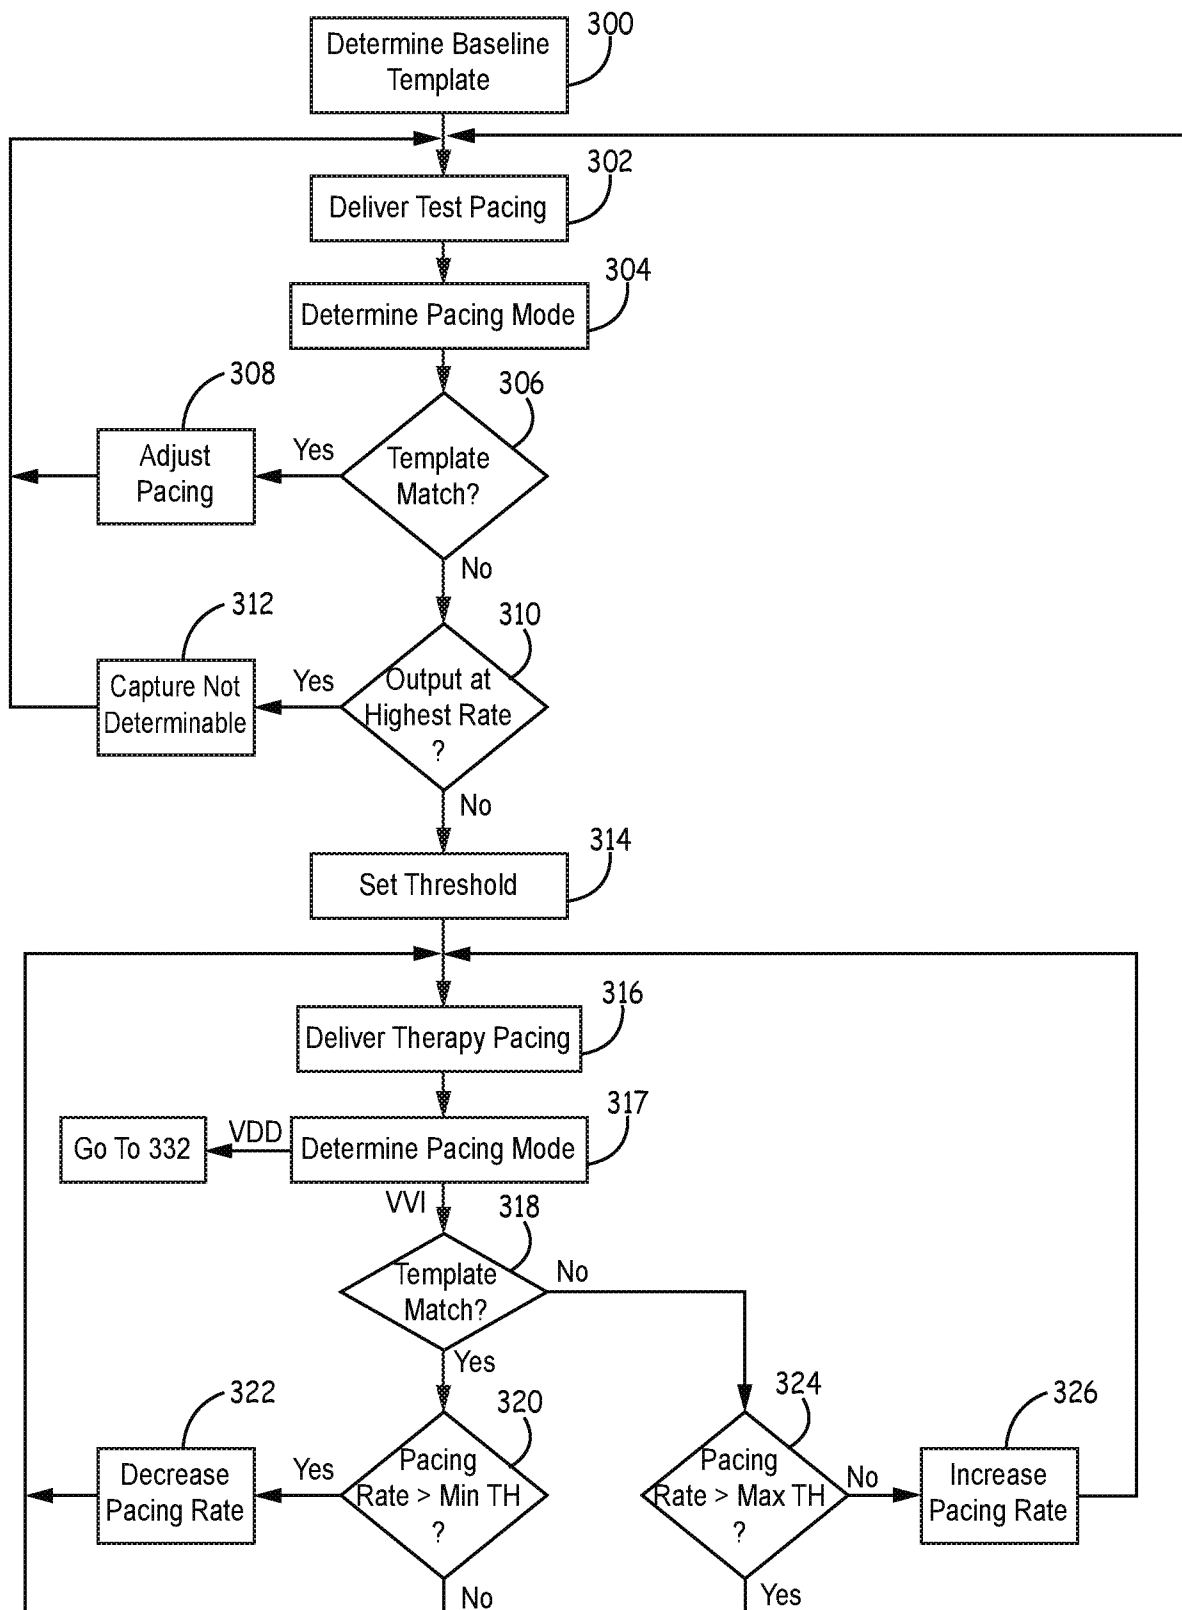 300
Determine Baseline
Template
302
Deliver Test Pacing
304
Determine Pacing Mode
308
306
Adjust
Pacing
Yes
Template
Match?
No
312
310
Capture Not
Determinable
Yes
Output at
Highest Rate
?
No
314
Set Threshold
316
Deliver Therapy Pacing
317
Go To 332
VDD
Determine Pacing Mode
VVI
318
Template
Match?
No
Yes
322
320
324
326
Decrease
Pacing Rate
Yes
Pacing
Rate > Min TH
?
Pacing
Rate > Max TH
?
No
Increase
Pacing Rate
No
Yes